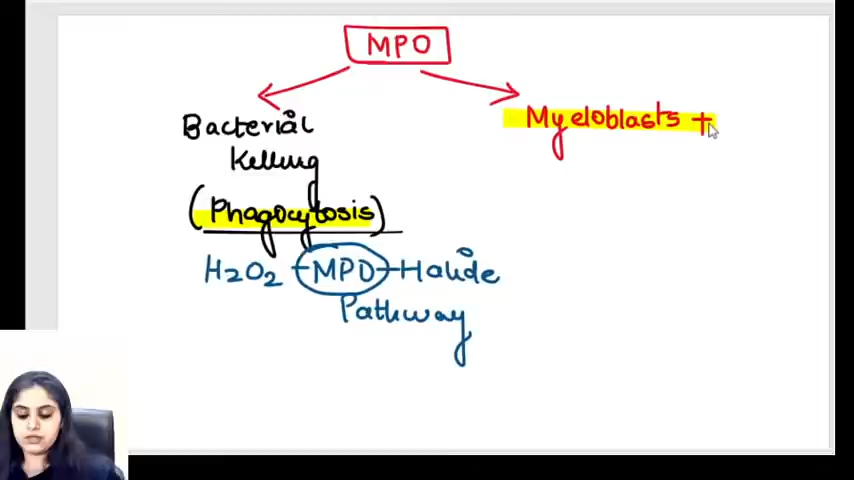 MPO
Bacterial
Killing
(Phagocytosis)
H2O2 - MPO - Halide
Pathway
Myeloblasts +